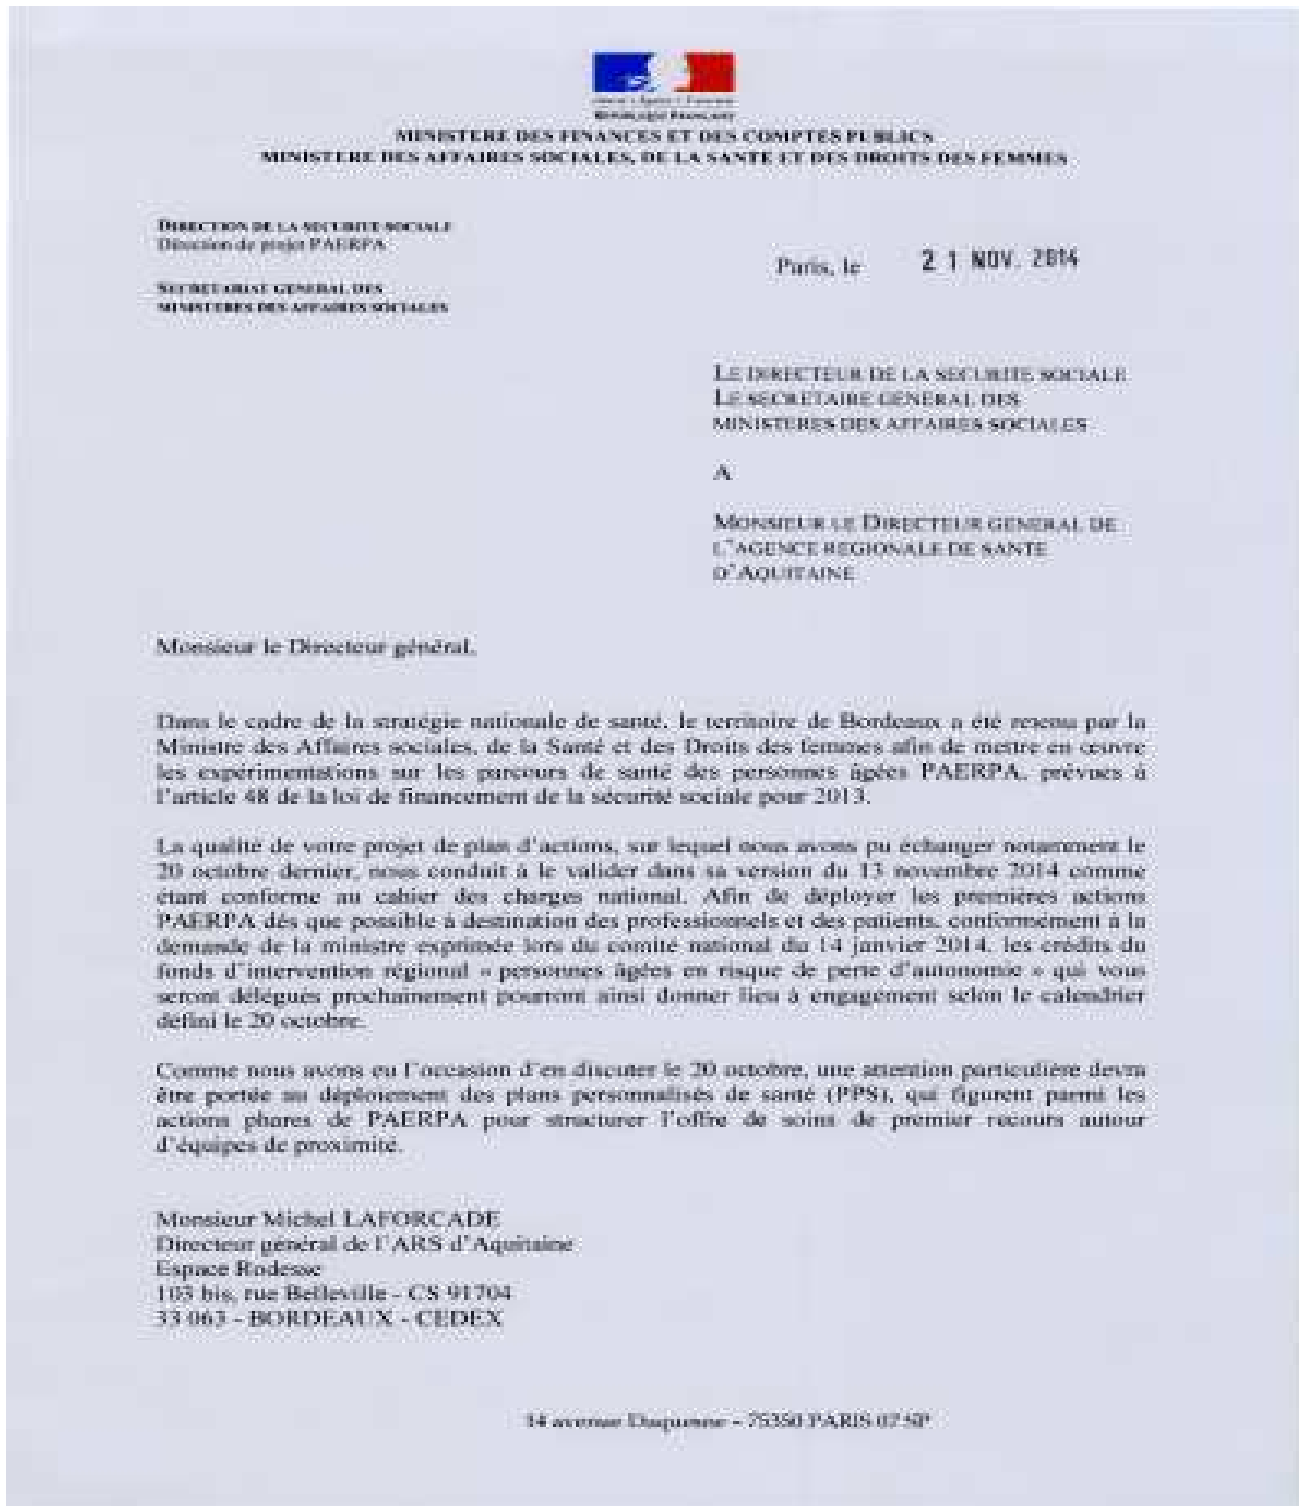 RÉPUBLIQUE FRANÇAISE
MINISTERE DES FINANCES ET DES COMPTES PUBLICS
MINISTERE DES AFFAIRES SOCIALES, DE LA SANTE ET DES DROITS DES FEMMES
DIRECTION DE LA SECURITE SOCIALE
Direction de projet PAERPA
Paris, le 21 NOV. 2014
SECRETARIAT GENERAL DES
MINISTERES DES AFFAIRES SOCIALES
LE DIRECTEUR DE LA SECURITE SOCIALE
LE SECRETAIRE GENERAL DES
MINISTERES DES AFFAIRES SOCIALES
A
MONSIEUR LE DIRECTEUR GENERAL DE
L'AGENCE REGIONALE DE SANTE
D'AQUITAINE
Monsieur le Directeur général,
Dans le cadre de la stratégie nationale de santé, le territoire de Bordeaux a été retenu par la
Ministre des Affaires sociales, de la Santé et des Droits des femmes afin de mettre en œuvre
les expérimentations sur les parcours de santé des personnes âgées PAERPA, prévues à
l'article 48 de la loi de financement de la sécurité sociale pour 2013.
La qualité de votre projet de plan d'actions, sur lequel nous avons pu échanger notamment le
20 octobre dernier, nous conduit à le valider dans sa version du 13 novembre 2014 comme
étant conforme au cahier des charges national. Afin de déployer les premières actions
PAERPA dès que possible à destination des professionnels et des patients, conformément à la
demande de la ministre exprimée lors du comité national du 14 janvier 2014, les crédits du
fonds d'intervention régional « personnes âgées en risque de perte d'autonomie » qui vous
seront délégués prochainement pourront ainsi donner lieu à engagement selon le calendrier
défini le 20 octobre.
Comme nous avons eu l'occasion d'en discuter le 20 octobre, une attention particulière devra
être portée au déploiement des plans personnalisés de santé (PPS), qui figurent parmi les
actions phares de PAERPA pour structurer l'offre de soins de premier recours autour
d'équipes de proximité.
Monsieur Michel LAFORCADE
Directeur général de l'ARS d'Aquitaine
Espace Rodesse
103 bis, rue Belleville - CS 91704
33 063 - BORDEAUX - CEDEX
14 avenue Duquesne - 75350 PARIS 07 SP